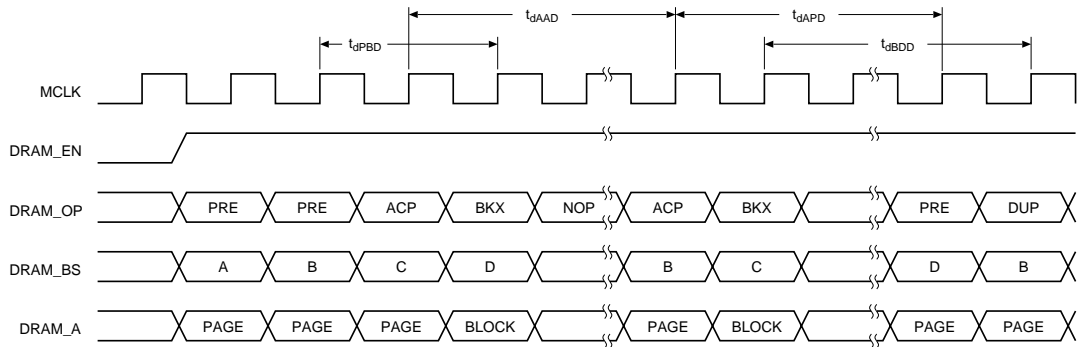 tdAAD tdAPD
tdPBD tdBDD
MCLK
DRAM_EN
DRAM_OP PRE PRE ACP BKX NOP ACP BKX PRE DUP
DRAM_BS A B C D B C D B
DRAM_A PAGE PAGE PAGE BLOCK PAGE BLOCK PAGE PAGE